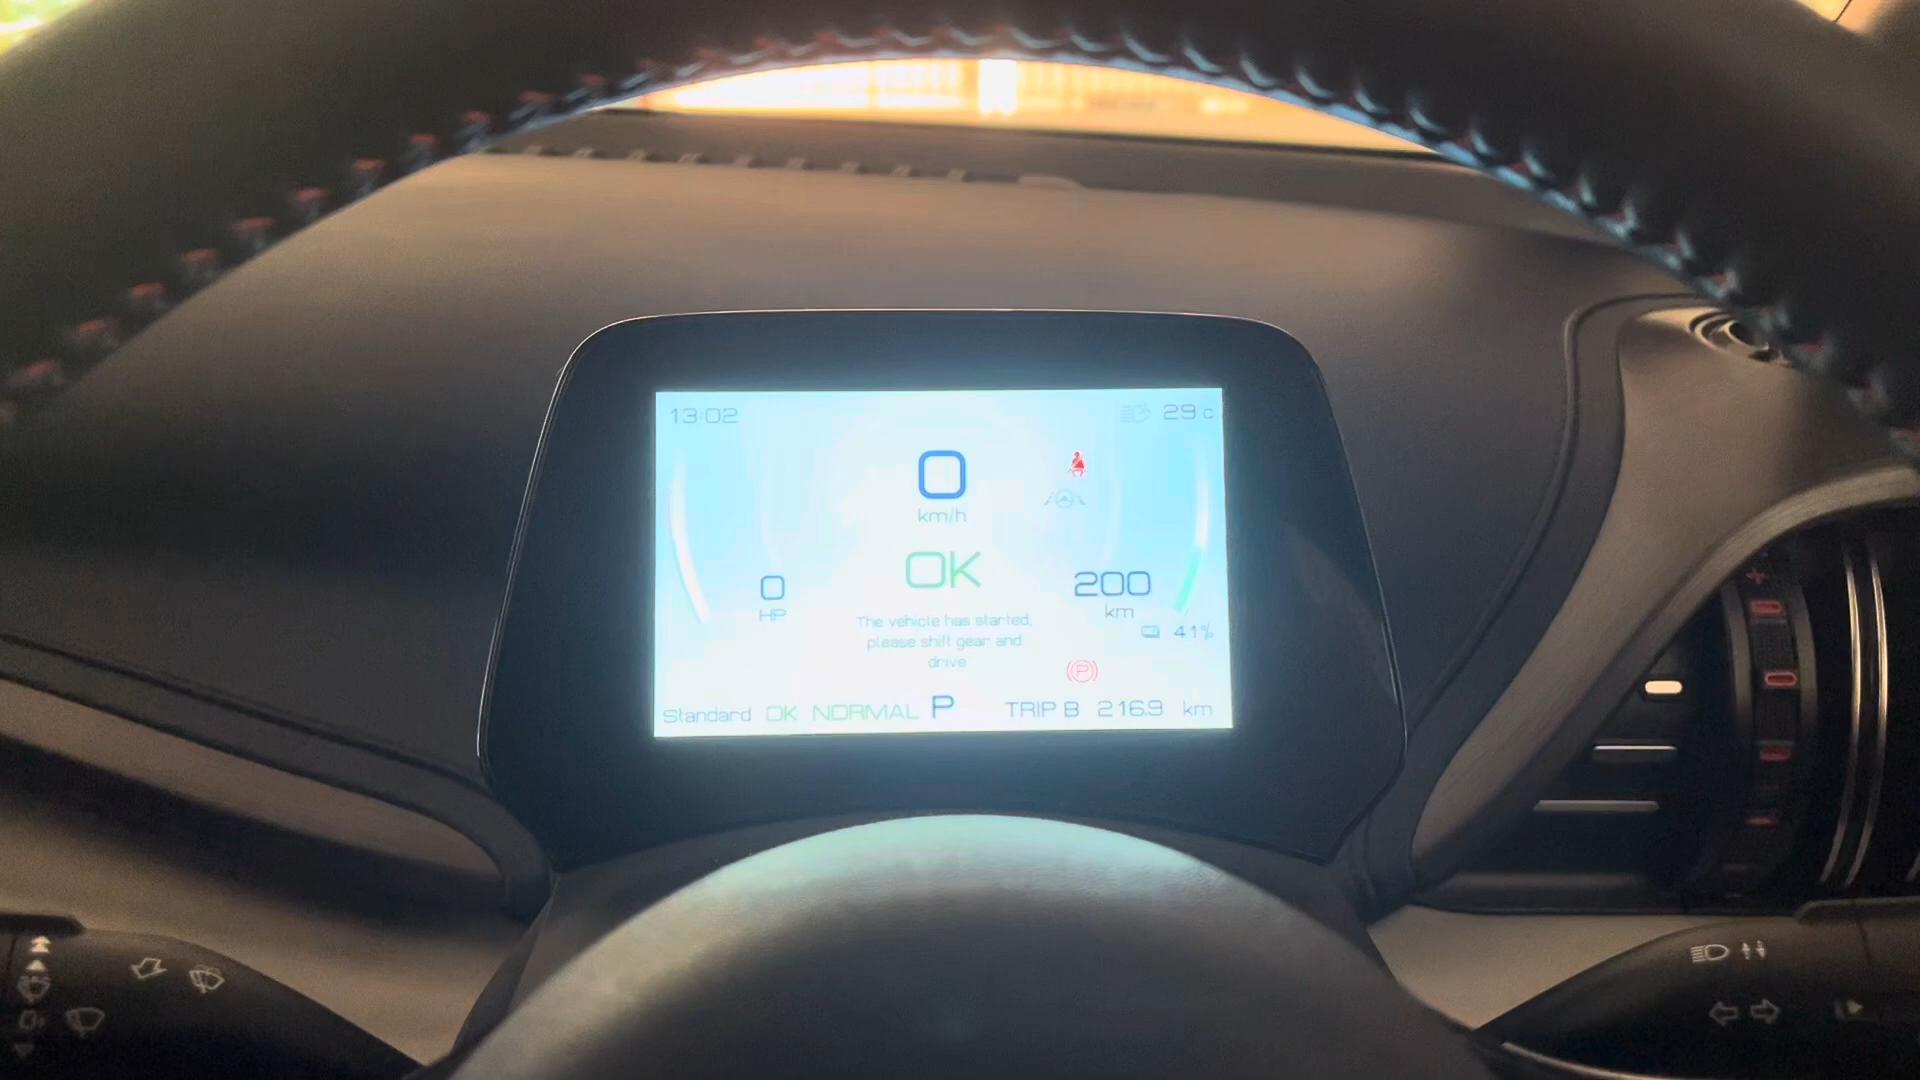 13:02
29 c
0
km/h
OK
0
HP
200
km
41%
The vehicle has started,
please shift gear and
drive
P
Standard OK NORMAL P TRIP B 216.9 km